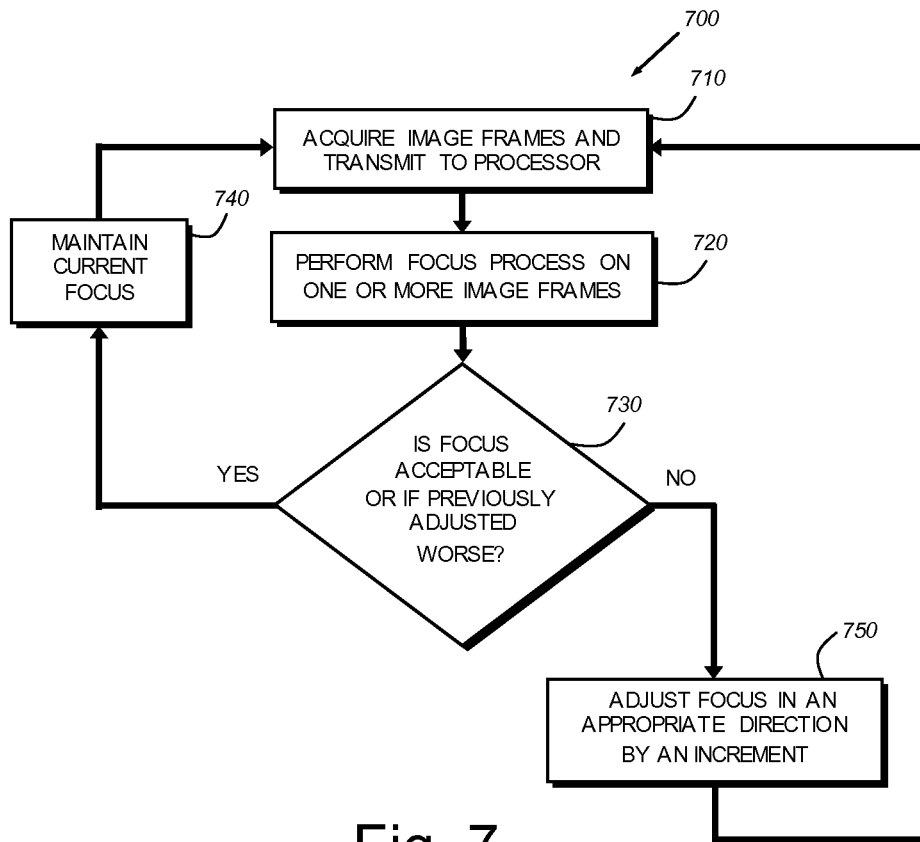 700
710
ACQUIRE IMAGE FRAMES AND
TRANSMIT TO PROCESSOR
740
MAINTAIN
CURRENT
FOCUS
720
PERFORM FOCUS PROCESS ON
ONE OR MORE IMAGE FRAMES
730
IS FOCUS
ACCEPTABLE
OR IF PREVIOUSLY
ADJUSTED
WORSE?
YES
NO
750
ADJUST FOCUS IN AN
APPROPRIATE DIRECTION
BY AN INCREMENT
Fig. 7